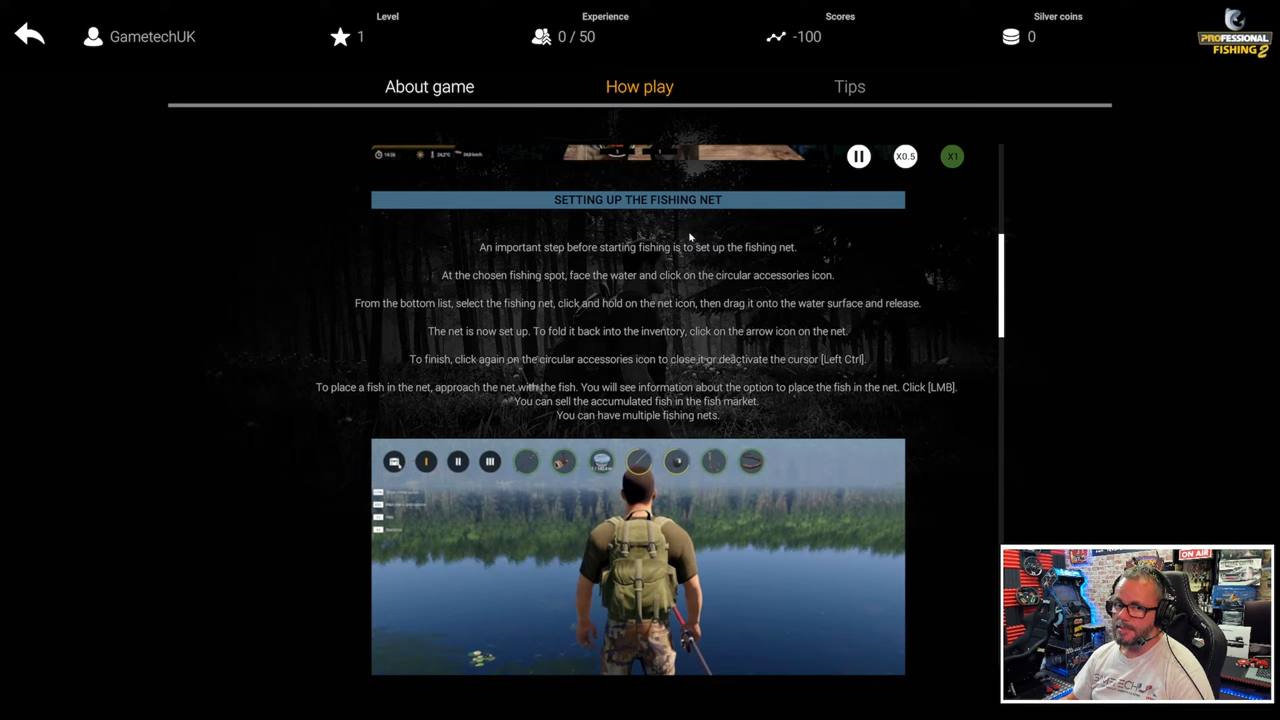 Level
Experience
Scores
Silver coins
GametechUK
1
0 / 50
-100
0
PROFESSIONAL
FISHING 2
About game
How play
Tips
X0.5
X1
SETTING UP THE FISHING NET
An important step before starting fishing is to set up the fishing net.
At the chosen fishing spot, face the water and click on the circular accessories icon.
From the bottom list, select the fishing net, click and hold on the net icon, then drag it onto the water surface and release.
The net is now set up. To fold it back into the inventory, click on the arrow icon on the net.
To finish, click again on the circular accessories icon to close it or deactivate the cursor [Left Ctrl].
To place a fish in the net, approach the net with the fish. You will see information about the option to place the fish in the net. Click [LMB].
You can sell the accumulated fish in the fish market.
You can have multiple fishing nets.
ON AIR